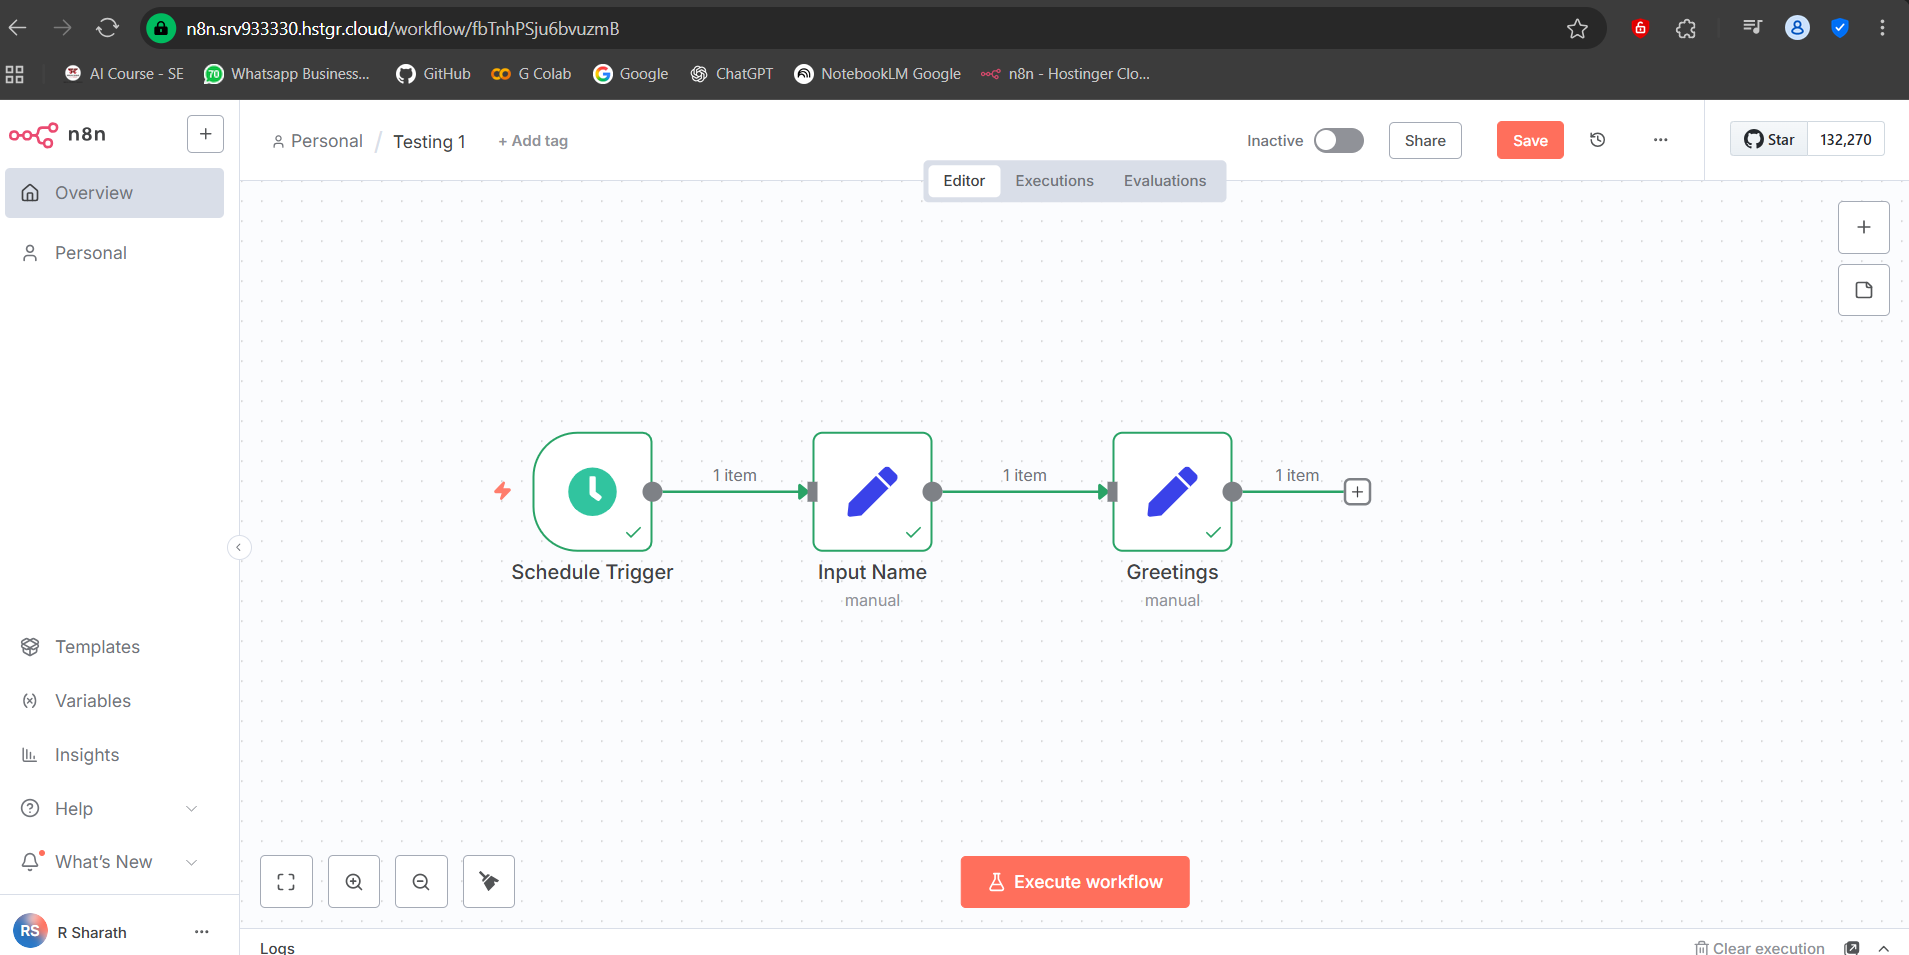 n8n.srv933330.hstgr.cloud/workflow/fbTnhPSju6bvuzmB
AI Course - SE
70
Whatsapp Business...
GitHub
G Colab
Google
ChatGPT
NotebookLM Google
n8n - Hostinger Clo...
n8n
+
Personal / Testing 1
+ Add tag
Inactive
Share
Save
...
Star
132,270
Editor
Executions
Evaluations
Overview
Personal
1 item
1 item
1 item
Schedule Trigger
Input Name
manual
Greetings
manual
Templates
Variables
Insights
Help
What's New
Execute workflow
RS
R Sharath
...
Logs
Clear execution